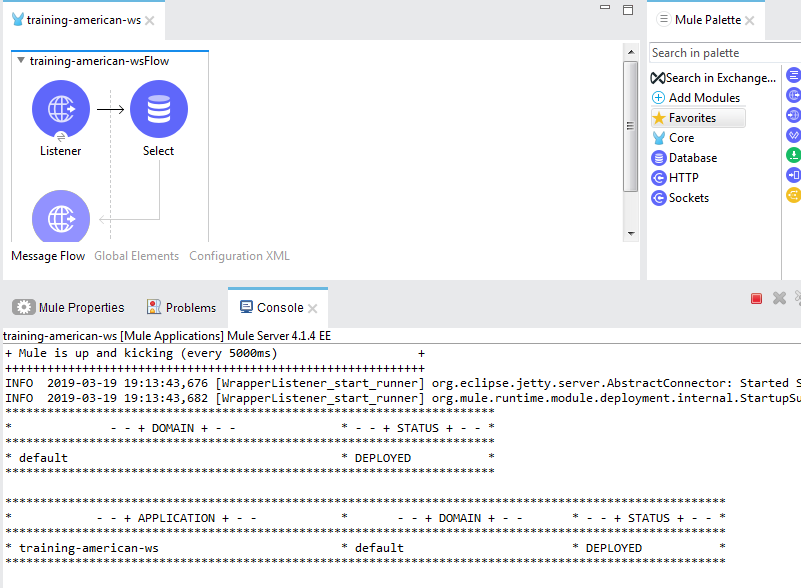 training-american-ws
training-american-wsFlow
Listener
Select
Message Flow Global Elements Configuration XML
Mule Palette
Search in palette
Search in Exchange...
Add Modules
Favorites
Core
Database
HTTP
Sockets
Mule Properties Problems Console
training-american-ws [Mule Applications] Mule Server 4.1.4 EE
+ Mule is up and kicking (every 5000ms) +
++++++++++++++++++++++++++++++++++++++++++++++++++++++++++++
INFO 2019-03-19 19:13:43,676 [WrapperListener_start_runner] org.eclipse.jetty.server.AbstractConnector: Started S
INFO 2019-03-19 19:13:43,682 [WrapperListener_start_runner] org.mule.runtime.module.deployment.internal.StartupSu
**********************************************************************
* - - + DOMAIN + - - * - - + STATUS + - - *
**********************************************************************
* default * DEPLOYED *
**********************************************************************
*******************************************************************************************************
* - - + APPLICATION + - - * - - + DOMAIN + - - * - - + STATUS + - - *
*******************************************************************************************************
* training-american-ws * default * DEPLOYED *
*******************************************************************************************************